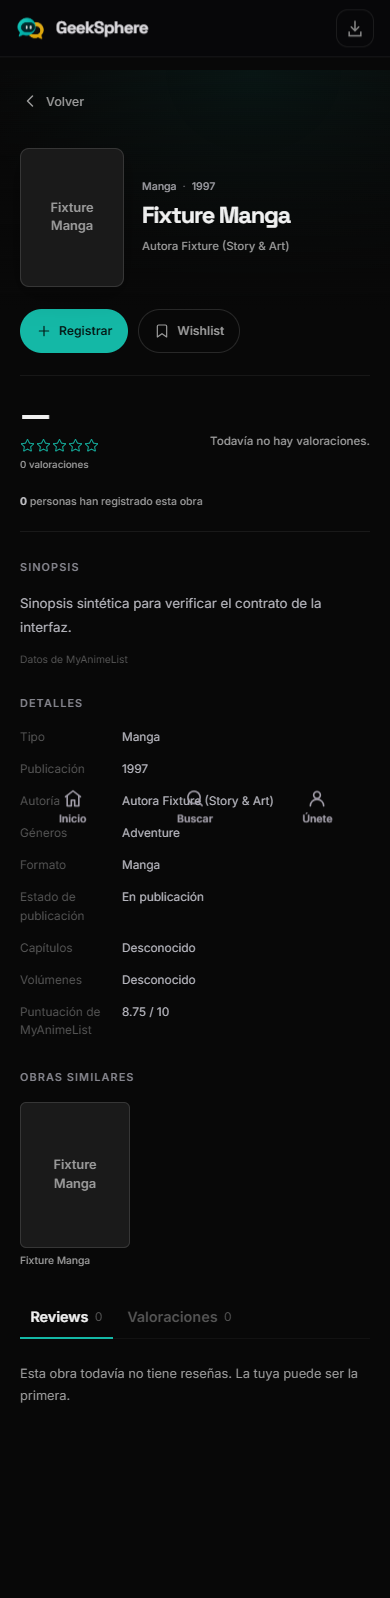 GeekSphere
Volver
Fixture
Manga
Manga · 1997
Fixture Manga
Autora Fixture (Story & Art)
Registrar
Wishlist
—
0 valoraciones
Todavía no hay valoraciones.
0 personas han registrado esta obra
SINOPSIS
Sinopsis sintética para verificar el contrato de la
interfaz.
Datos de MyAnimeList
DETALLES
Tipo Manga
Publicación 1997
Autoría Autora Fixture (Story & Art)
Inicio Buscar Únete
Géneros Adventure
Formato Manga
Estado de
publicación
En publicación
Capítulos Desconocido
Volúmenes Desconocido
Puntuación de
MyAnimeList
8.75 / 10
OBRAS SIMILARES
Fixture
Manga
Fixture Manga
Reviews 0 Valoraciones 0
Esta obra todavía no tiene reseñas. La tuya puede ser la
primera.